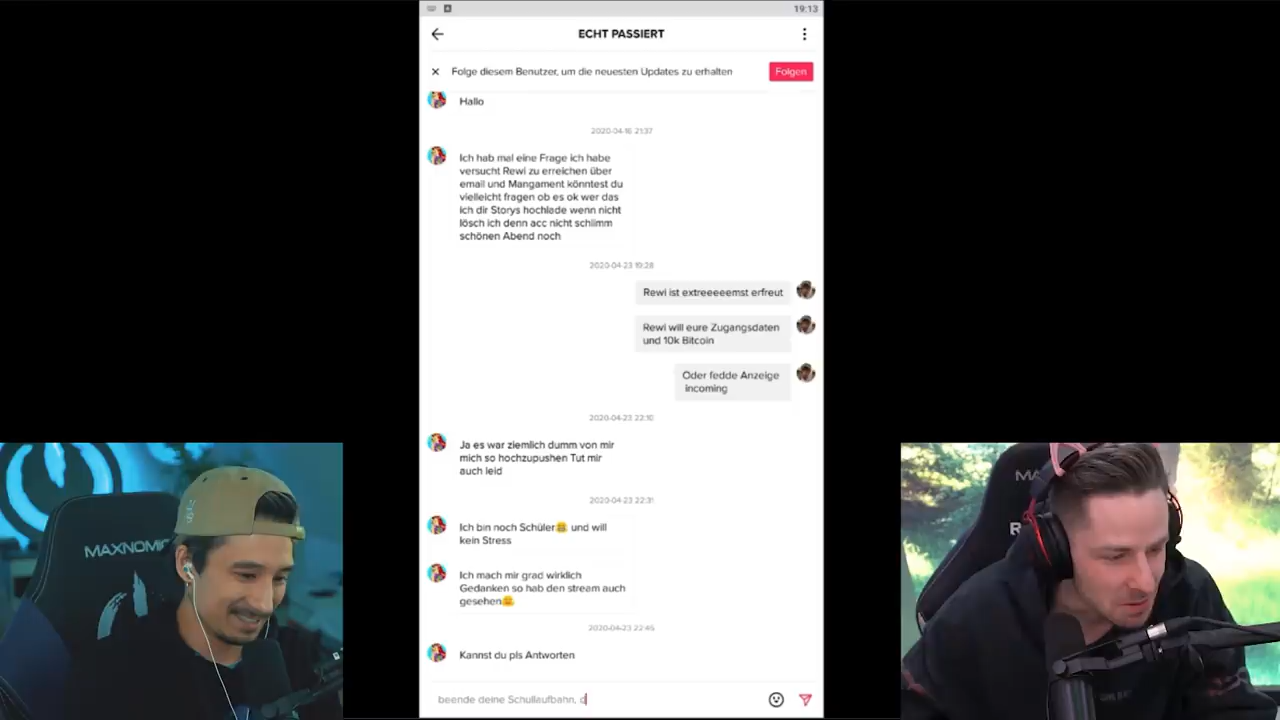 19:13
ECHT PASSIERT
Folge diesem Benutzer, um die neuesten Updates zu erhalten
Folgen
Hallo
2020-04-16 21:37
Ich hab mal eine Frage ich habe
versucht Rewi zu erreichen über
email und Mangament könntest du
vielleicht fragen ob es ok wer das
ich dir Storys hochlade wenn nicht
lösch ich denn acc nicht schlimm
schönen Abend noch
2020-04-23 19:28
Rewi ist extreeeeemst erfreut
Rewi will eure Zugangsdaten
und 10k Bitcoin
Oder fedde Anzeige
incoming
2020-04-23 22:10
Ja es war ziemlich dumm von mir
mich so hochzupushen Tut mir
auch leid
2020-04-23 22:31
Ich bin noch Schüler und will
kein Stress
Ich mach mir grad wirklich
Gedanken so hab den stream auch
gesehen
2020-04-23 22:45
Kannst du pls Antworten
beende deine Schullaufbahn, d
MAXNOMIC